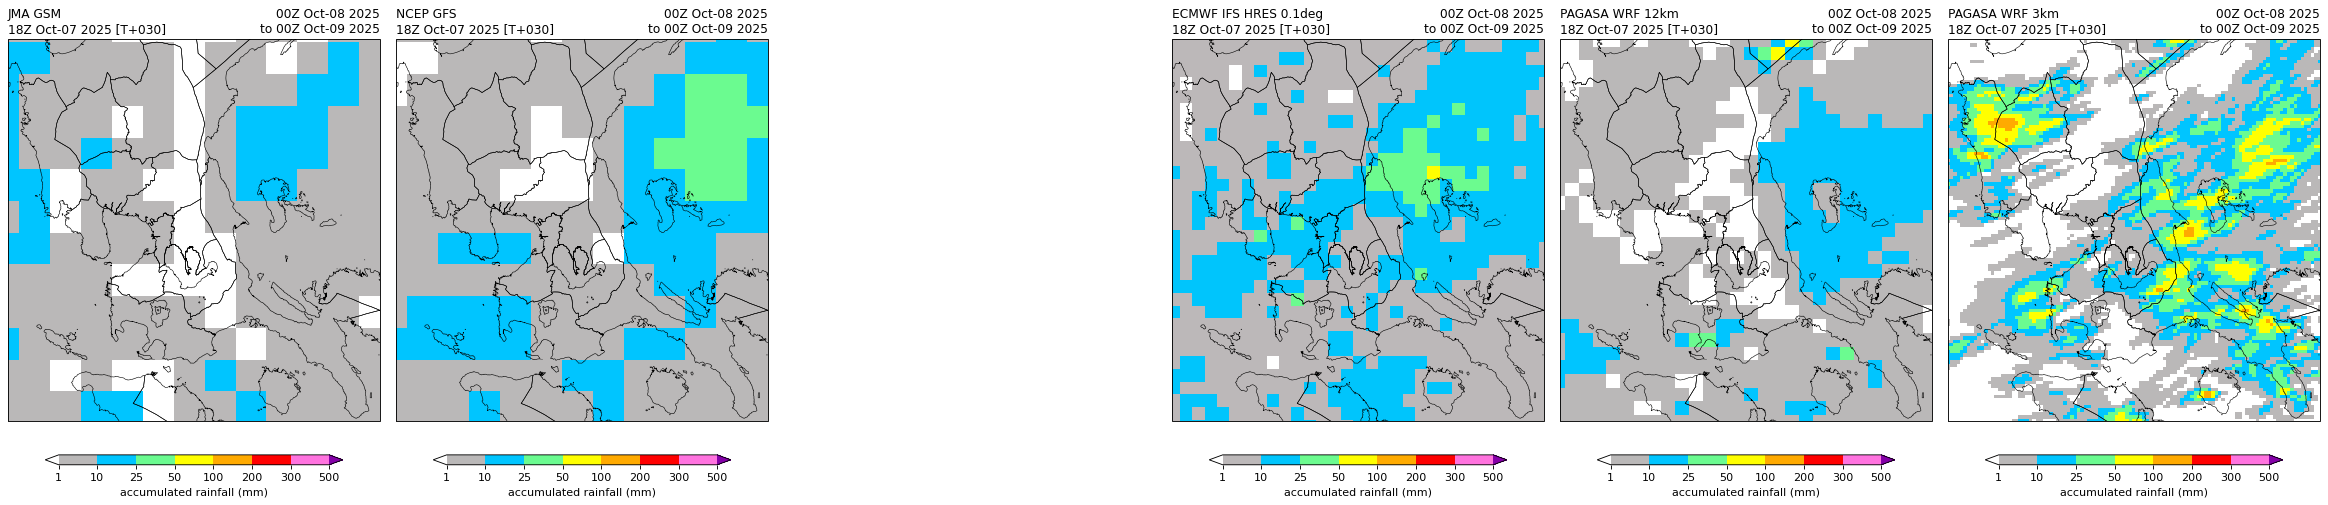 JMA GSM 00Z Oct-08 2025
18Z Oct-07 2025 [T+030] to 00Z Oct-09 2025
1 10 25 50 100 200 300 500
accumulated rainfall (mm)
NCEP GFS 00Z Oct-08 2025
18Z Oct-07 2025 [T+030] to 00Z Oct-09 2025
1 10 25 50 100 200 300 500
accumulated rainfall (mm)
ECMWF IFS HRES 0.1deg 00Z Oct-08 2025
18Z Oct-07 2025 [T+030] to 00Z Oct-09 2025
1 10 25 50 100 200 300 500
accumulated rainfall (mm)
PAGASA WRF 12km 00Z Oct-08 2025
18Z Oct-07 2025 [T+030] to 00Z Oct-09 2025
1 10 25 50 100 200 300 500
accumulated rainfall (mm)
PAGASA WRF 3km 00Z Oct-08 2025
18Z Oct-07 2025 [T+030] to 00Z Oct-09 2025
1 10 25 50 100 200 300 500
accumulated rainfall (mm)